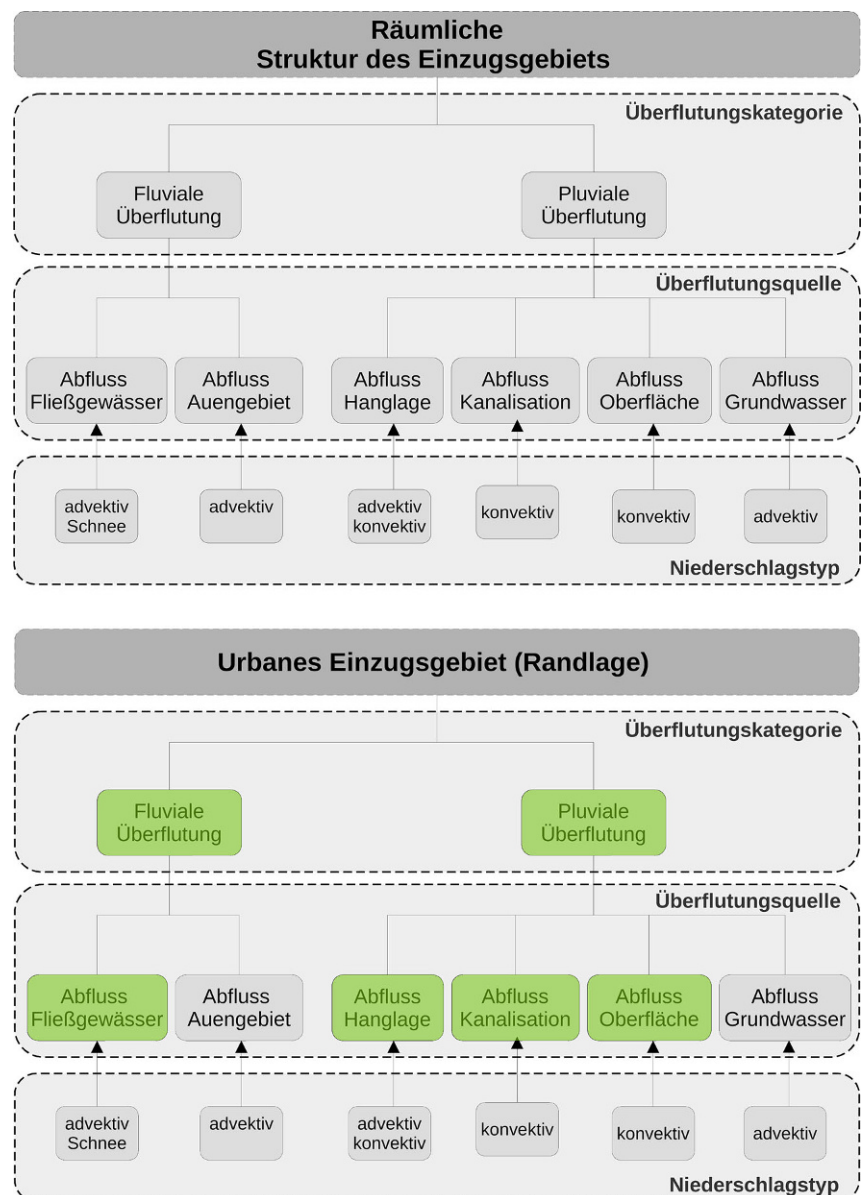 Räumliche
Struktur des Einzugsgebiets
Überflutungskategorie
Fluviale
Überflutung
Pluviale
Überflutung
Überflutungsquelle
Abfluss
Fließgewässer
Abfluss
Auengebiet
Abfluss
Hanglage
Abfluss
Kanalisation
Abfluss
Oberfläche
Abfluss
Grundwasser
advektiv
Schnee
advektiv
advektiv
konvektiv
konvektiv
konvektiv
advektiv
Niederschlagstyp
Urbanes Einzugsgebiet (Randlage)
Überflutungskategorie
Fluviale
Überflutung
Pluviale
Überflutung
Überflutungsquelle
Abfluss
Fließgewässer
Abfluss
Auengebiet
Abfluss
Hanglage
Abfluss
Kanalisation
Abfluss
Oberfläche
Abfluss
Grundwasser
advektiv
Schnee
advektiv
advektiv
konvektiv
konvektiv
konvektiv
advektiv
Niederschlagstyp